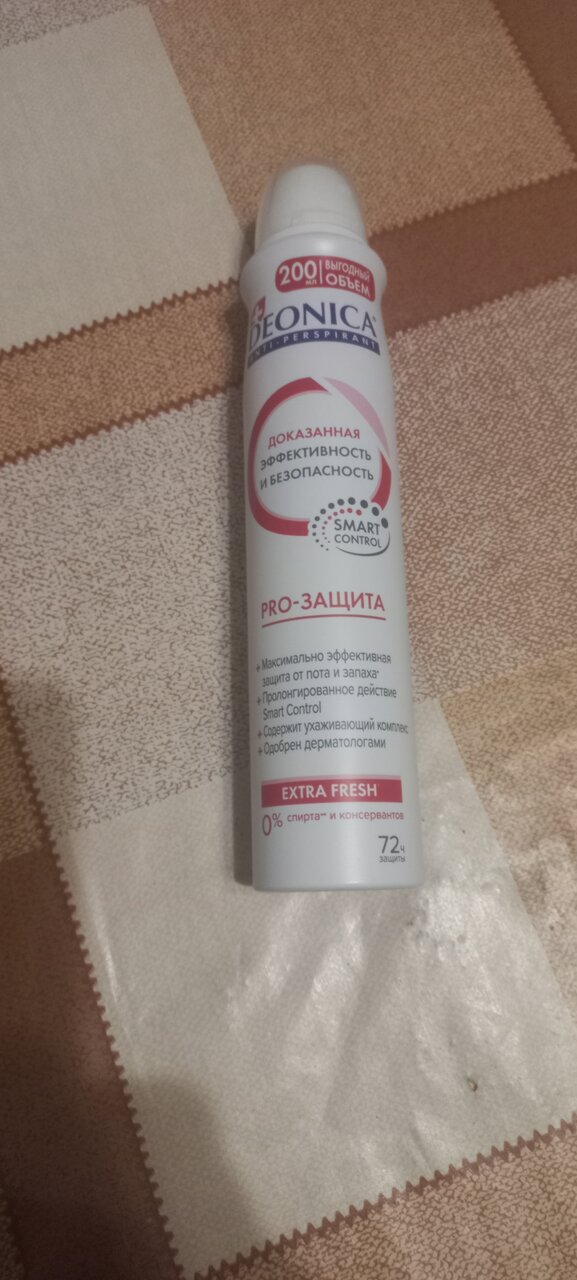 200 мл ВЫГОДНЫЙ ОБЪЕМ
DEONICA
ANTI-PERSPIRANT
ДОКАЗАННАЯ
ЭФФЕКТИВНОСТЬ
И БЕЗОПАСНОСТЬ
SMART
CONTROL
PRO-ЗАЩИТА
+ Максимально эффективная
защита от пота и запаха*
+ Пролонгированное действие
Smart Control
+ Содержит ухаживающий комплекс
+ Одобрен дерматологами
EXTRA FRESH
0% спирта** и консервантов
72ч
защиты